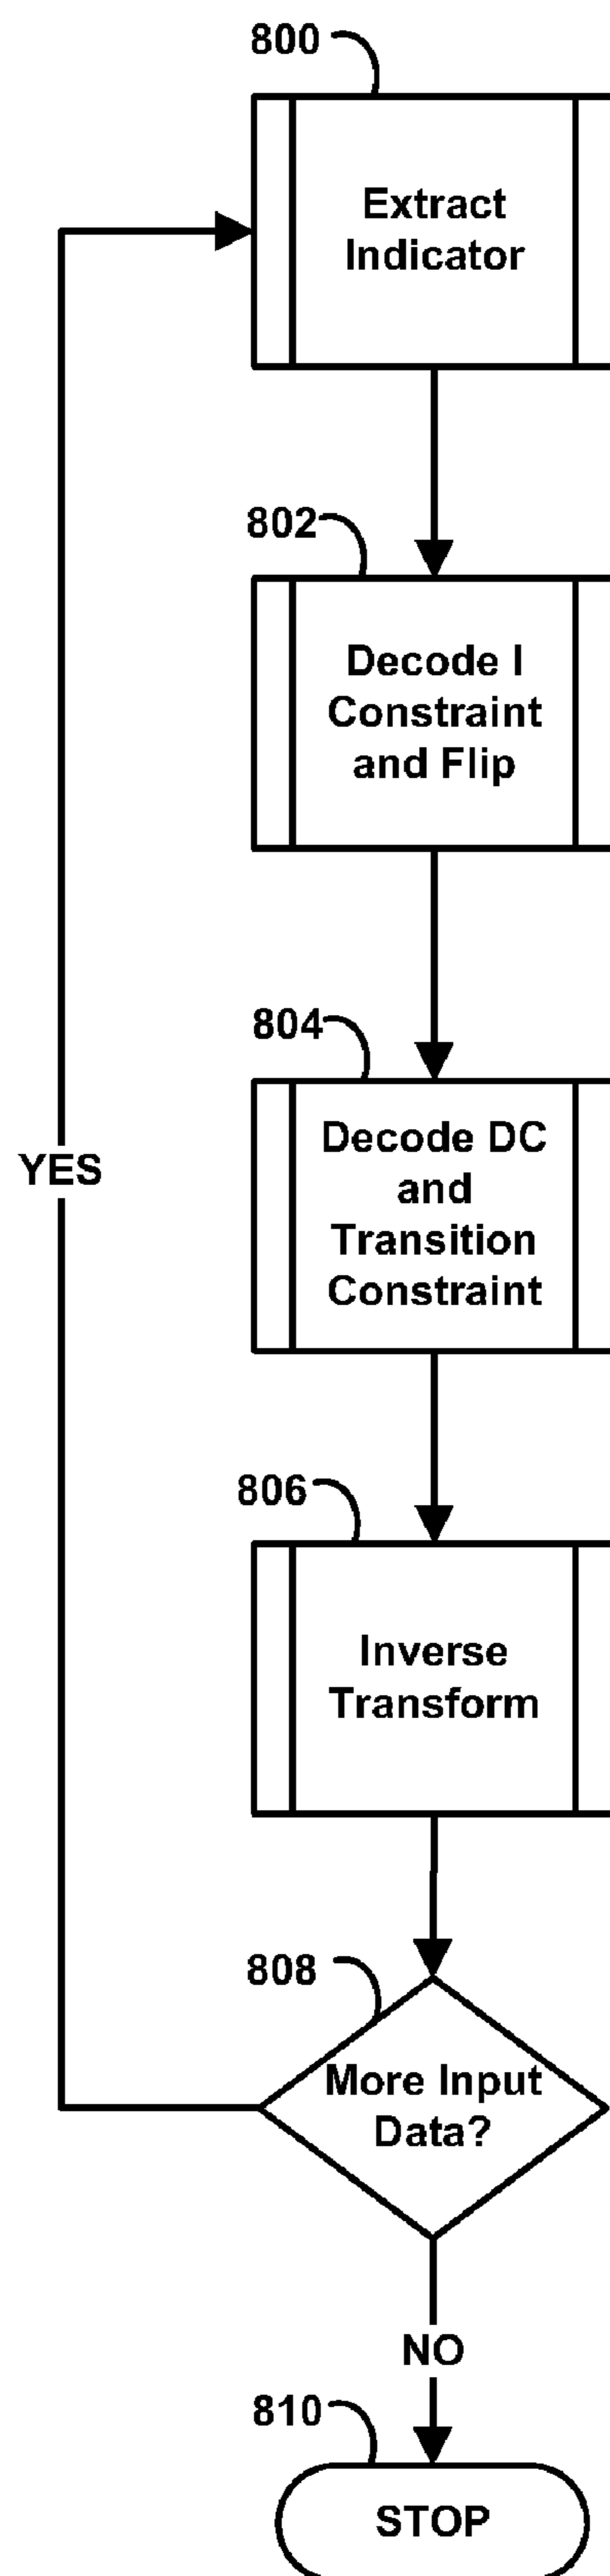 800
Extract
Indicator
802
Decode I
Constraint
and Flip
804
Decode DC
and
Transition
Constraint
YES
806
Inverse
Transform
808
More Input
Data?
NO
810
STOP